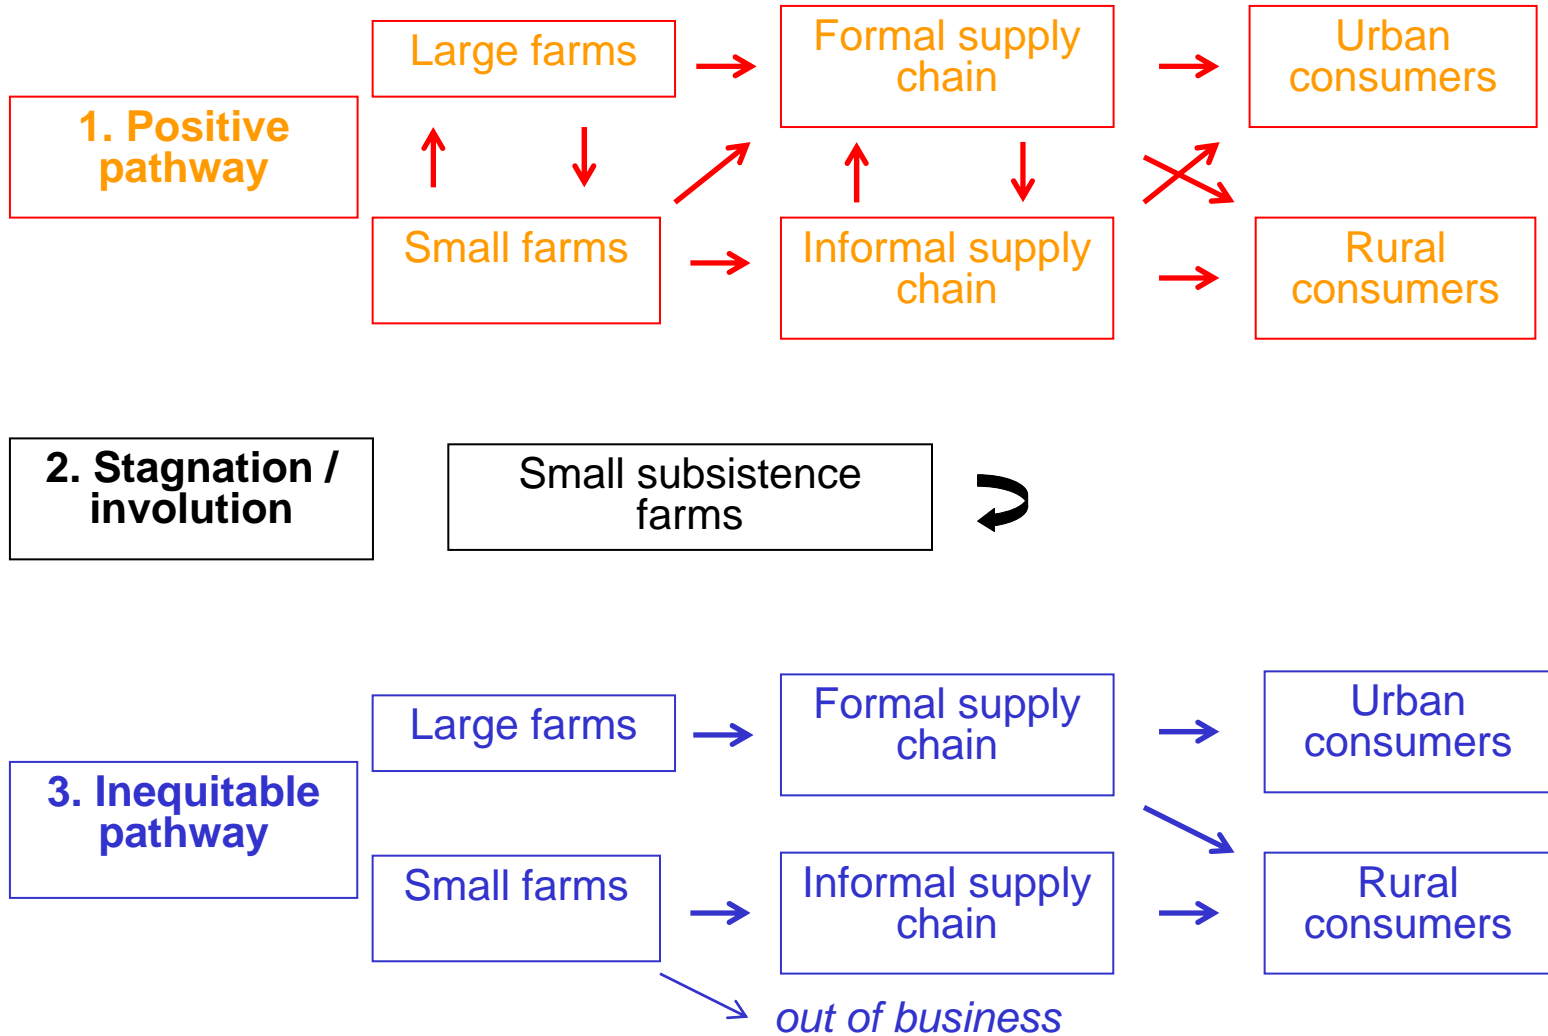 Large farms
Formal supply
chain
Urban
consumers
1. Positive
pathway
Small farms
Informal supply
chain
Rural
consumers
2. Stagnation /
involution
Small subsistence
farms
Large farms
Formal supply
chain
Urban
consumers
3. Inequitable
pathway
Small farms
Informal supply
chain
Rural
consumers
out of business